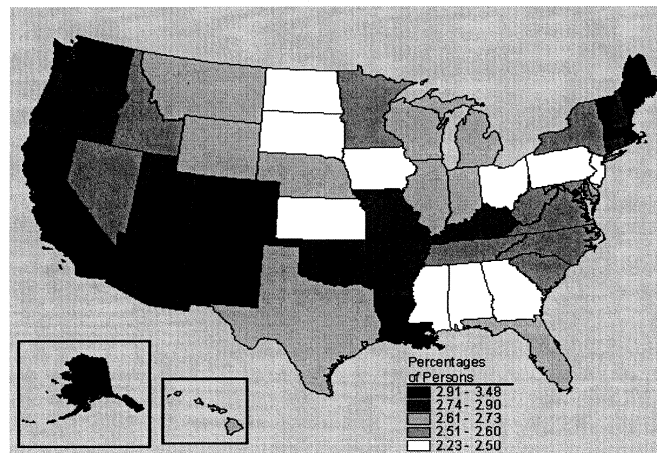 Percentages
of Persons
2.91 - 3.48
2.74 - 2.90
2.61 - 2.73
2.51 - 2.60
2.23 - 2.50